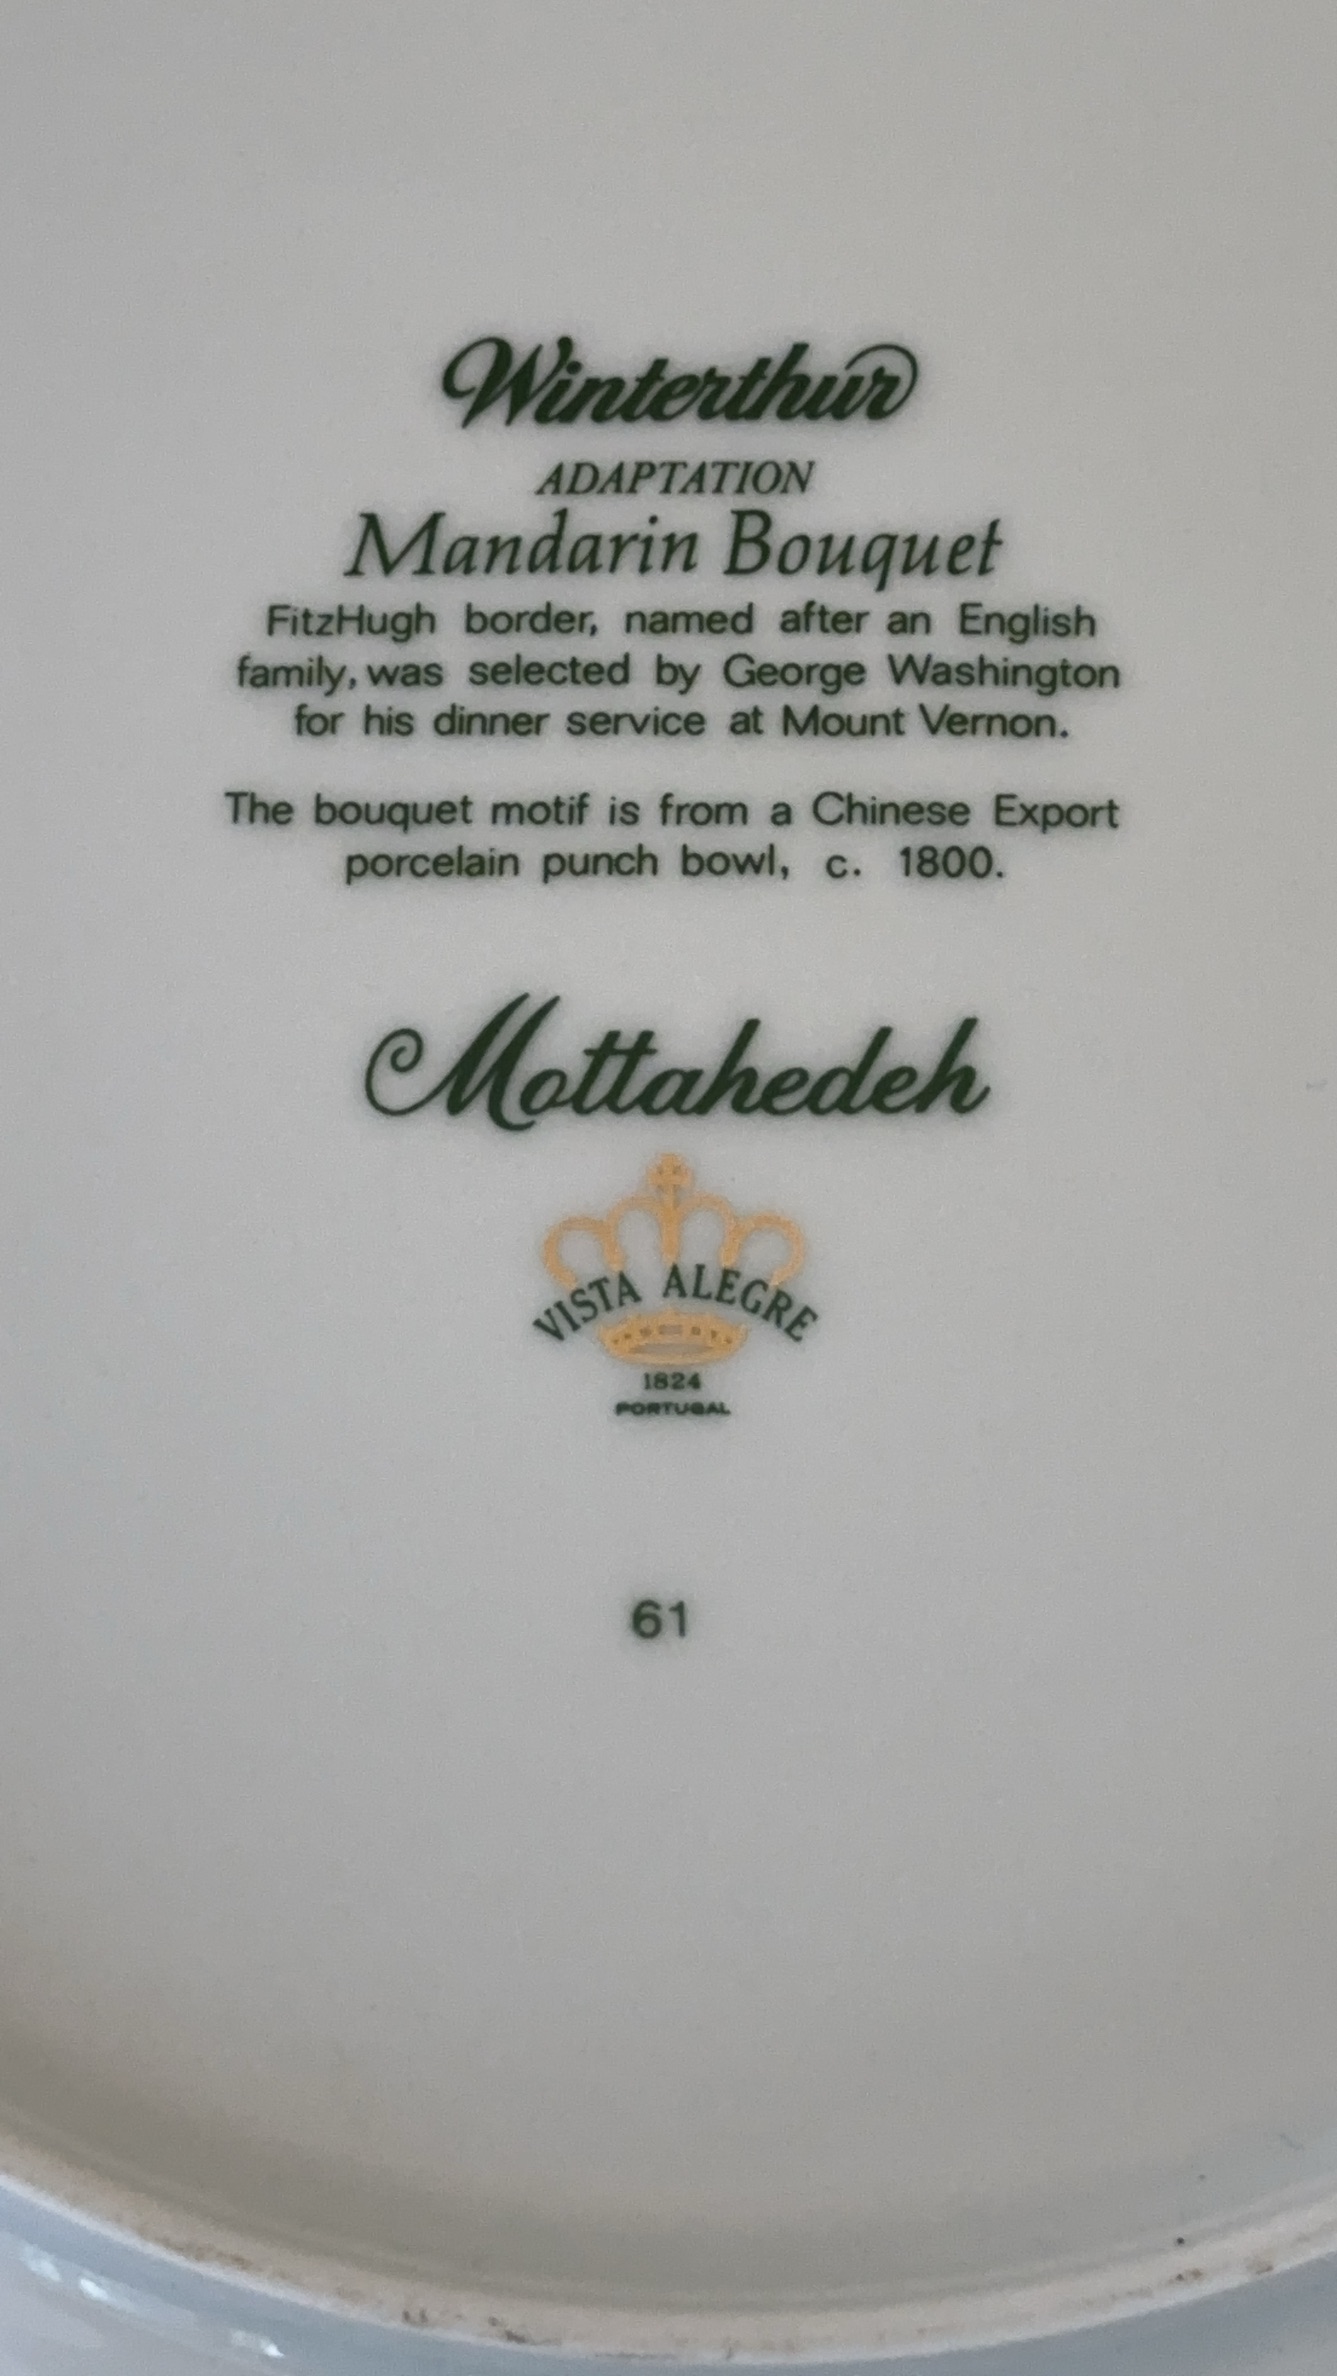 Winterthur
ADAPTATION
Mandarin Bouquet
FitzHugh border, named after an English
family, was selected by George Washington
for his dinner service at Mount Vernon.
The bouquet motif is from a Chinese Export
porcelain punch bowl, c. 1800.
Mottahedeh
VISTA ALEGRE
1824
PORTUGAL
61